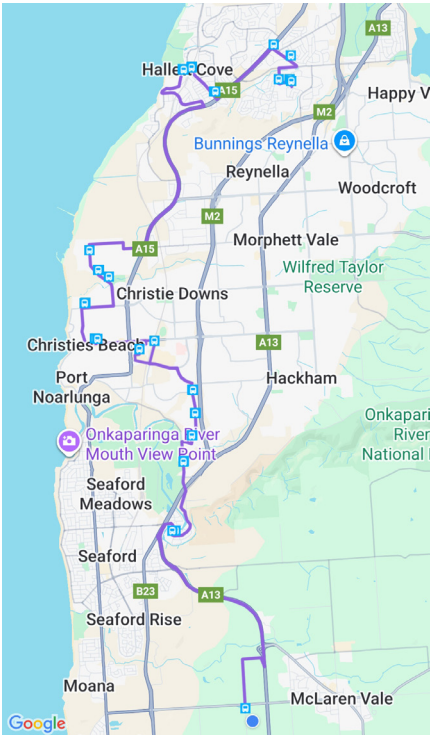 A13
Hallett Cove
A15
Happy V
M2
Bunnings Reynella
Reynella
Woodcroft
M2
Morphett Vale
A15
Wilfred Taylor
Reserve
Christie Downs
Christies Beach
A13
Port
Noarlunga
Hackham
Onkapari
River
National
Onkaparinga River
Mouth View Point
Seaford
Meadows
Seaford
B23
A13
Seaford Rise
Moana
McLaren Vale
Google